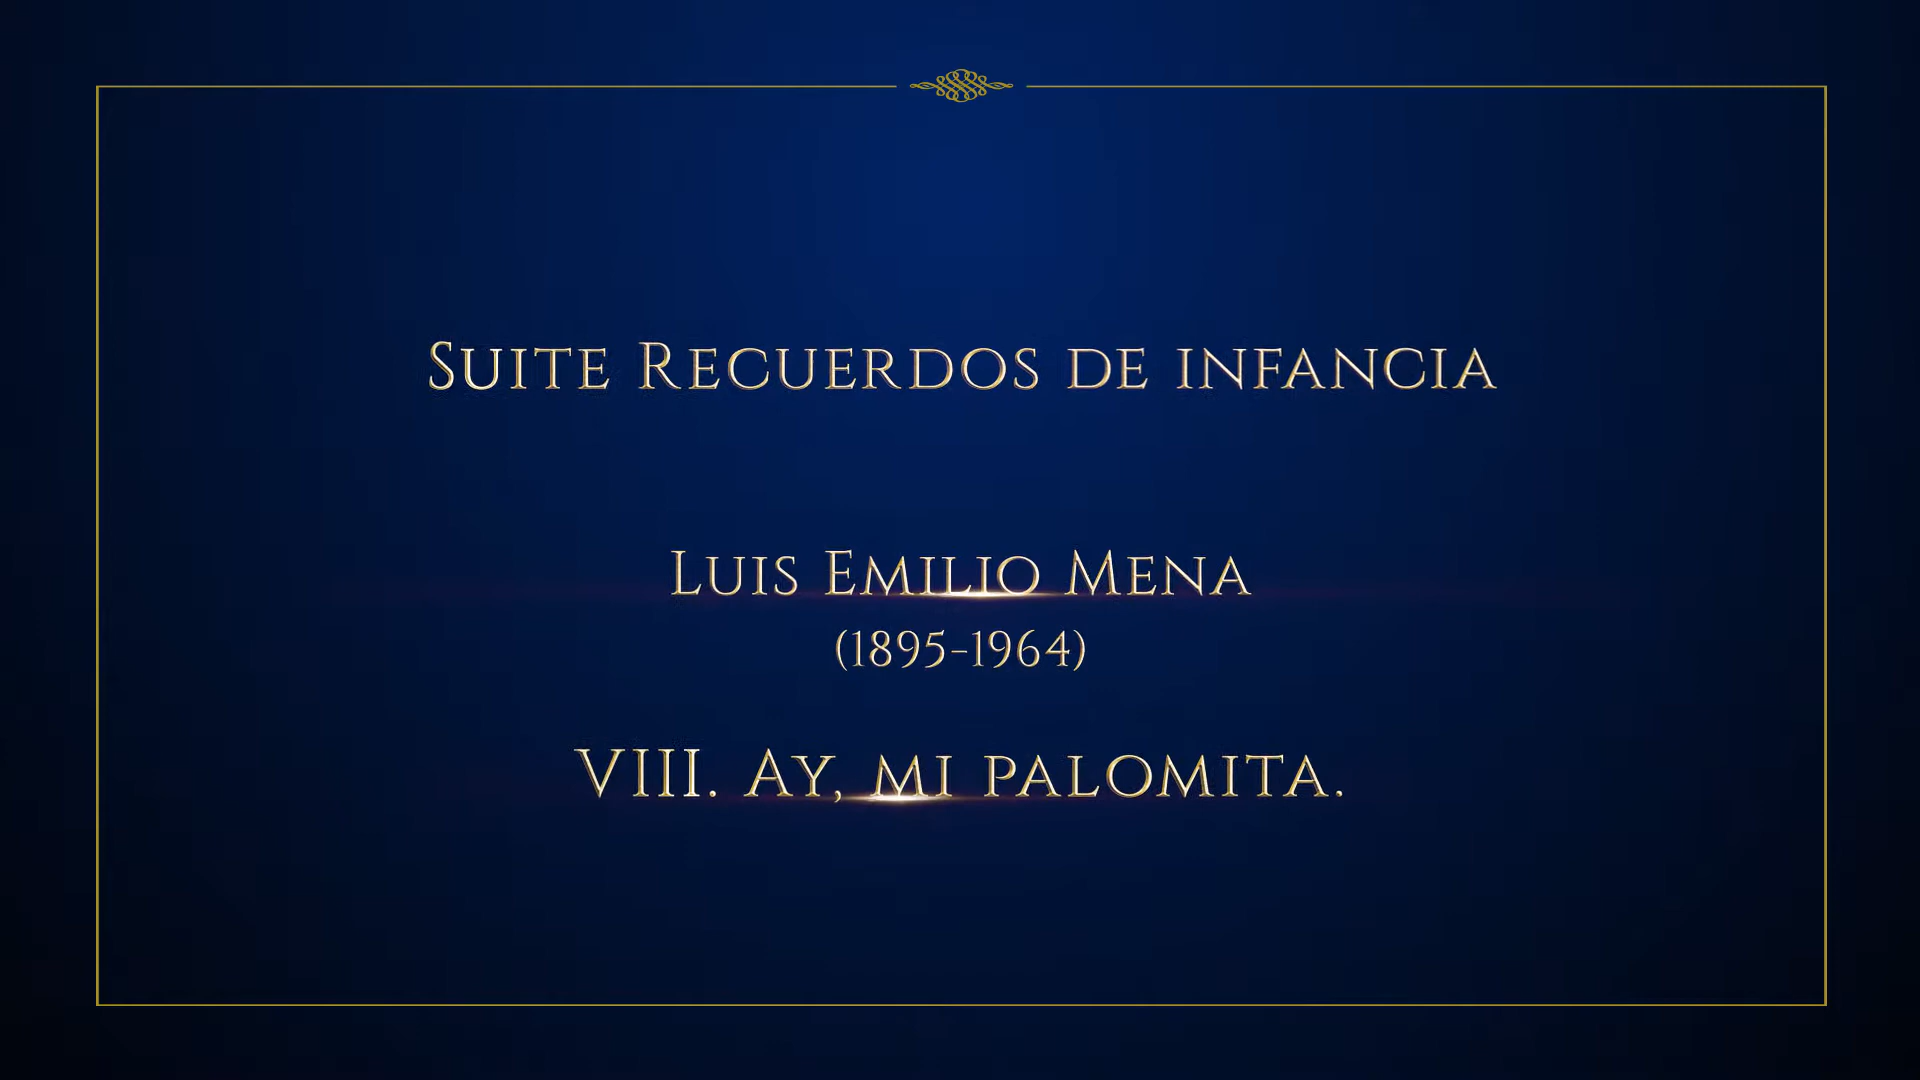 Suite Recuerdos de infancia
Luis Emilio Mena
(1895-1964)
VIII. Ay, mi palomita.